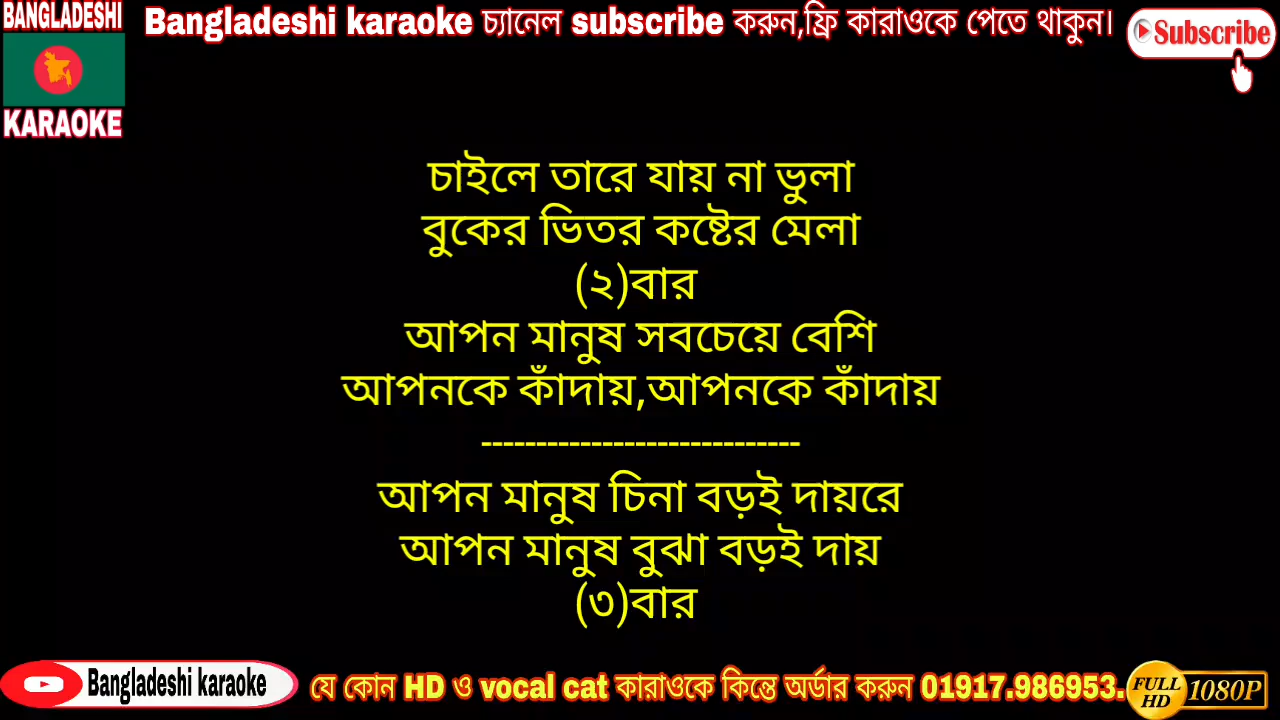 BANGLADESHI
KARAOKE
Bangladeshi karaoke চ্যানেল subscribe করুন,ফ্রি কারাওকে পেতে থাকুন।
Subscribe
চাইলে তারে যায় না ভুলা
বুকের ভিতর কষ্টের মেলা
(২)বার
আপন মানুষ সবচেয়ে বেশি
আপনকে কাঁদায়,আপনকে কাঁদায়
-----------------------------
আপন মানুষ চিনা বড়ই দায়রে
আপন মানুষ বুঝা বড়ই দায়
(৩)বার
Bangladeshi karaoke
যে কোন HD ও vocal cat কারাওকে কিন্তে অর্ডার করুন 01917.986953.
FULL HD 1080P